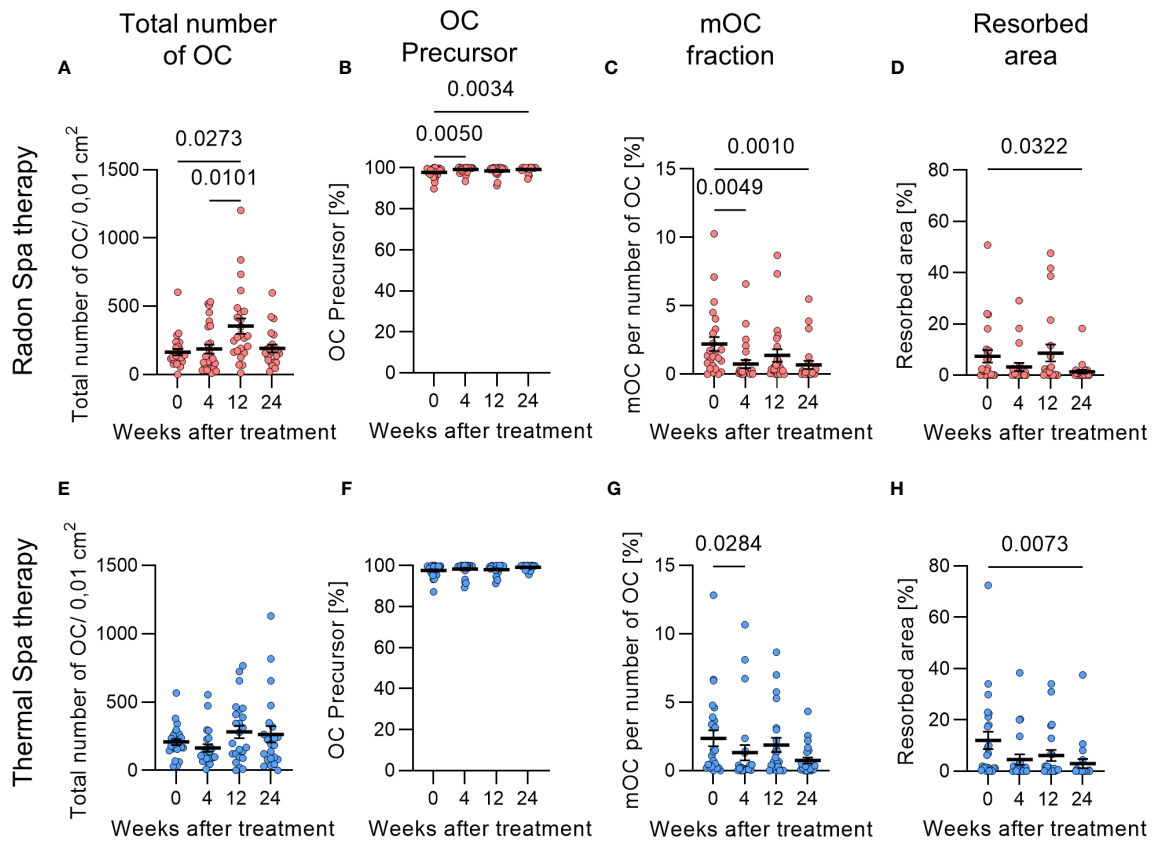 Total number
of OC
OC
Precursor
mOC
fraction
Resorbed
area
Radon Spa therapy
A
Total number of OC/ 0,01 cm²
0.0273
0.0101
1500
1000
500
0
0 4 12 24
Weeks after treatment
B
OC Precursor [%]
0.0034
0.0050
100
80
60
40
20
0
0 4 12 24
Weeks after treatment
C
mOC per number of OC [%]
0.0010
0.0049
15
10
5
0
0 4 12 24
Weeks after treatment
D
Resorbed area [%]
0.0322
80
60
40
20
0
0 4 12 24
Weeks after treatment
Thermal Spa therapy
E
Total number of OC/ 0,01 cm²
1500
1000
500
0
0 4 12 24
Weeks after treatment
F
OC Precursor [%]
100
80
60
40
20
0
0 4 12 24
Weeks after treatment
G
mOC per number of OC [%]
0.0284
15
10
5
0
0 4 12 24
Weeks after treatment
H
Resorbed area [%]
0.0073
80
60
40
20
0
0 4 12 24
Weeks after treatment